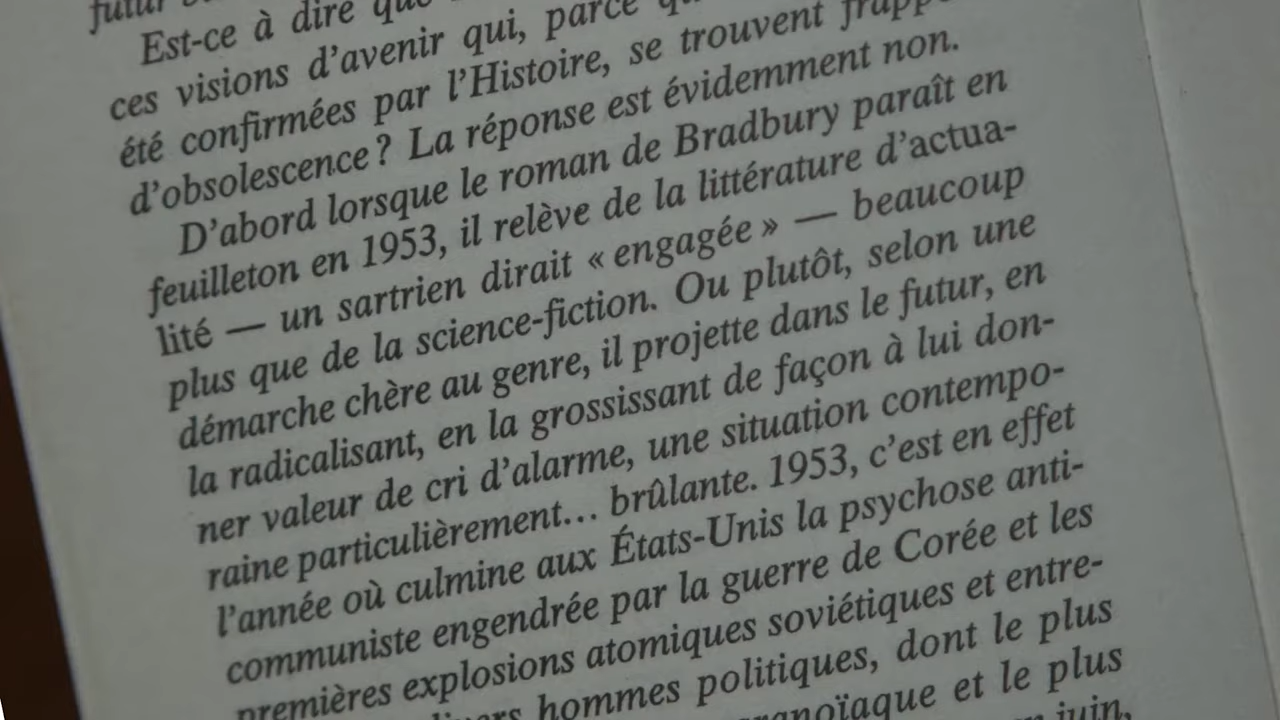 futur
Est-ce à dire que
ces visions d'avenir qui, parce
été confirmées par l'Histoire, se trouvent
d'obsolescence ? La réponse est évidemment non.
D'abord lorsque le roman de Bradbury paraît en
feuilleton en 1953, il relève de la littérature d'actua-
lité — un sartrien dirait « engagée » — beaucoup
plus que de la science-fiction. Ou plutôt, selon une
démarche chère au genre, il projette dans le futur, en
la radicalisant, en la grossissant de façon à lui don-
ner valeur de cri d'alarme, une situation contempo-
raine particulièrement... brûlante. 1953, c'est en effet
l'année où culmine aux États-Unis la psychose anti-
communiste engendrée par la guerre de Corée et les
premières explosions atomiques soviétiques et entre-
hommes politiques, dont le plus
et le plus
juin,